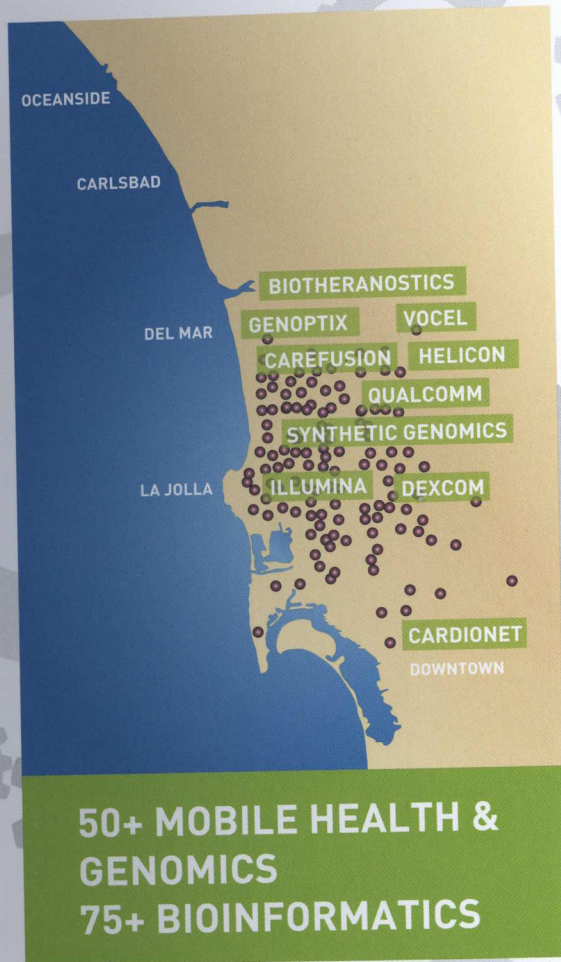 OCEANSIDE
CARLSBAD
BIOTHERANOSTICS
DEL MAR
GENOPTIX
VOCEL
CAREFUSION
HELICON
QUALCOMM
SYNTHETIC GENOMICS
LA JOLLA
ILLUMINA
DEXCOM
CARDIONET
DOWNTOWN
50+ MOBILE HEALTH &
GENOMICS
75+ BIOINFORMATICS